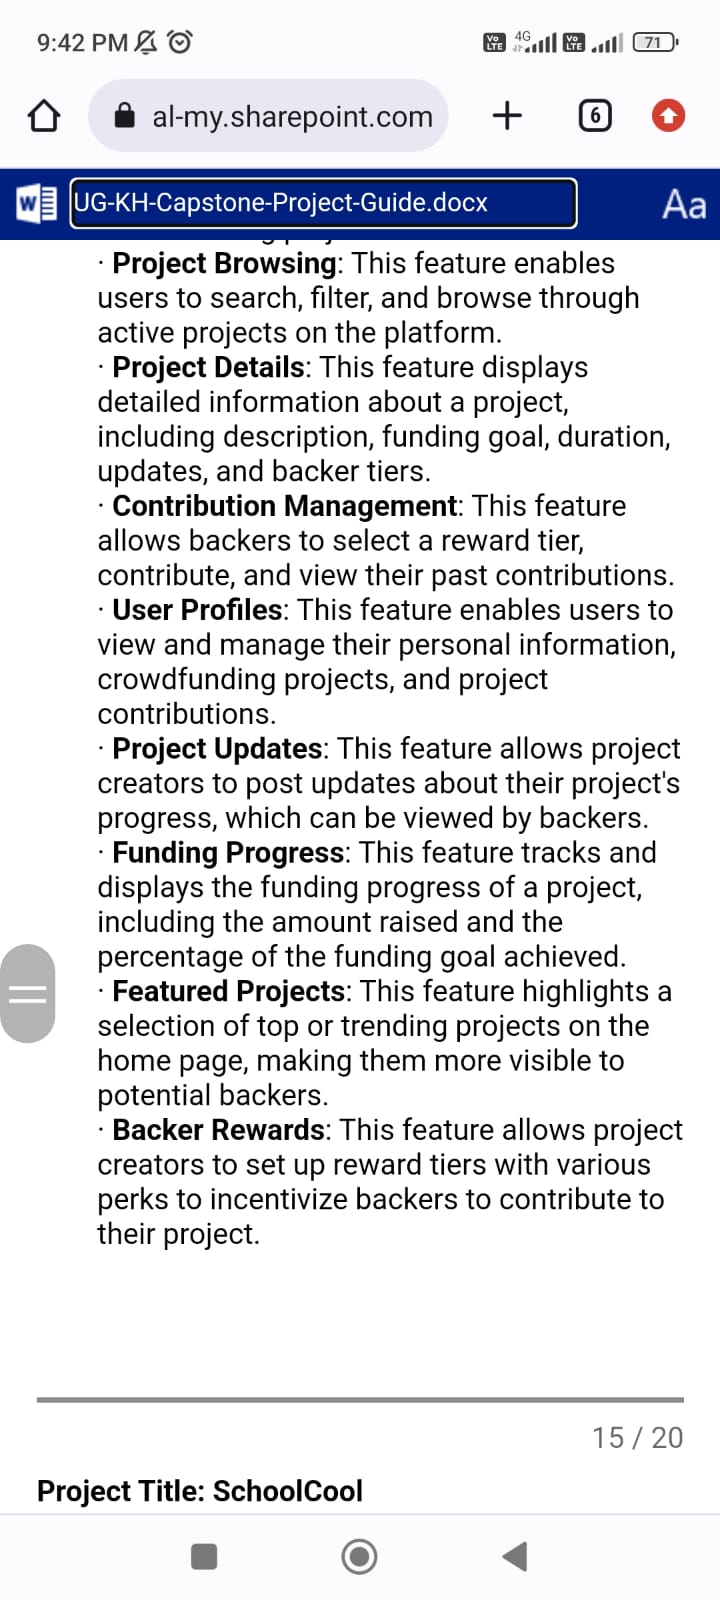 9:42 PM
Vo LTE 4G Vo LTE 71
al-my.sharepoint.com
6
W
UG-KH-Capstone-Project-Guide.docx
Aa
· Project Browsing: This feature enables
users to search, filter, and browse through
active projects on the platform.
· Project Details: This feature displays
detailed information about a project,
including description, funding goal, duration,
updates, and backer tiers.
· Contribution Management: This feature
allows backers to select a reward tier,
contribute, and view their past contributions.
· User Profiles: This feature enables users to
view and manage their personal information,
crowdfunding projects, and project
contributions.
· Project Updates: This feature allows project
creators to post updates about their project's
progress, which can be viewed by backers.
· Funding Progress: This feature tracks and
displays the funding progress of a project,
including the amount raised and the
percentage of the funding goal achieved.
· Featured Projects: This feature highlights a
selection of top or trending projects on the
home page, making them more visible to
potential backers.
· Backer Rewards: This feature allows project
creators to set up reward tiers with various
perks to incentivize backers to contribute to
their project.
15 / 20
Project Title: SchoolCool